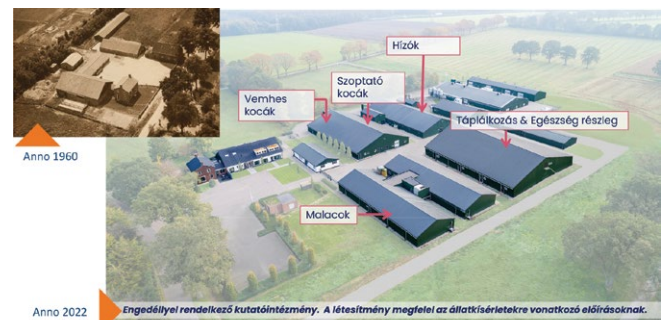 Hízók
Szoptató
kocák
Vemhes
kocák
Táplálkozás & Egészség részleg
Anno 1960
Malacok
Anno 2022
Engedéllyel rendelkező kutatóintézmény. A létesítmény megfelel az állatkísérletekre vonatkozó előírásoknak.